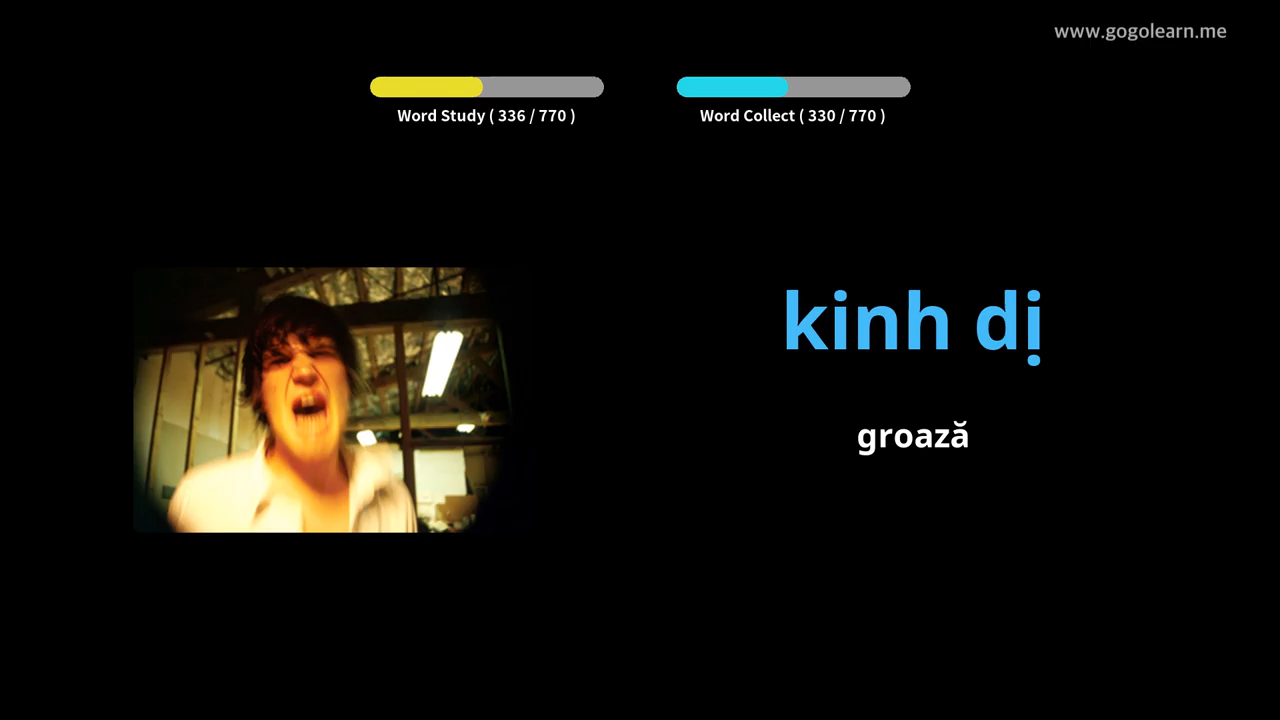 www.gogolearn.me
Word Study ( 336 / 770 )
Word Collect ( 330 / 770 )
kinh dị
groază